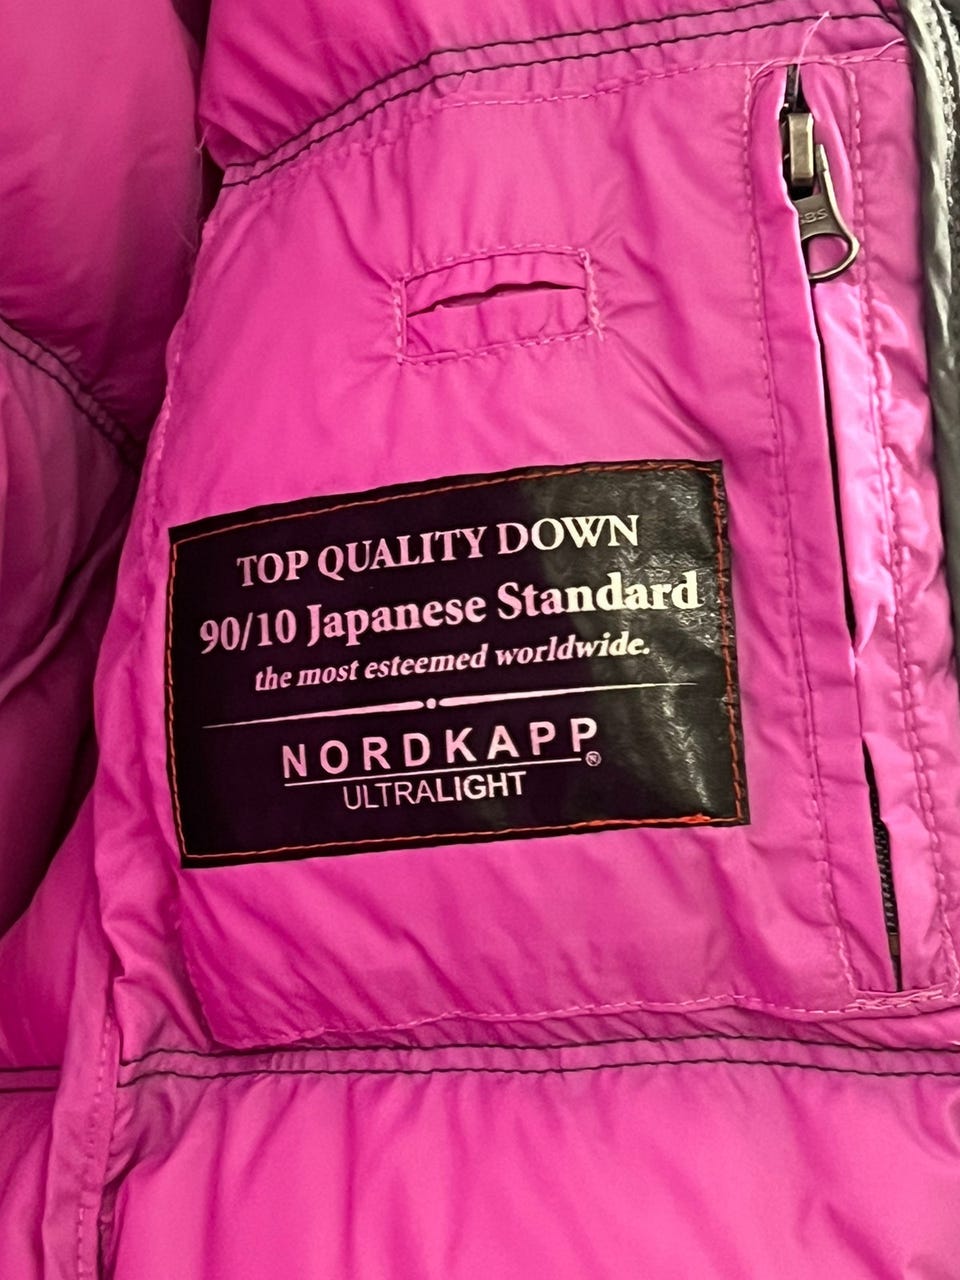 TOP QUALITY DOWN
90/10 Japanese Standard
the most esteemed worldwide.
NORDKAPP®
ULTRALIGHT